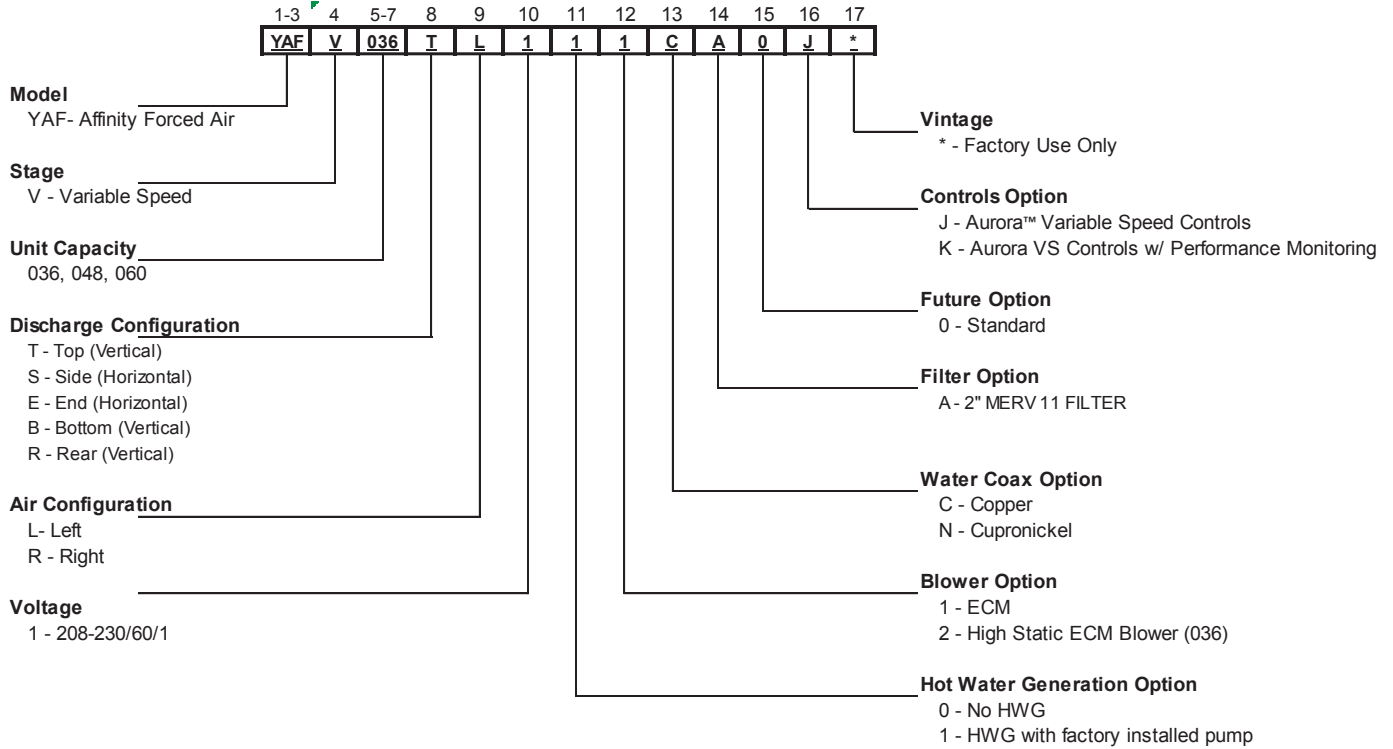 1-3 4 5-7 8 9 10 11 12 13 14 15 16 17
YAF V 036 T L 1 1 1 C A 0 J *
Model
YAF- Affinity Forced Air
Stage
V - Variable Speed
Unit Capacity
036, 048, 060
Discharge Configuration
T - Top (Vertical)
S - Side (Horizontal)
E - End (Horizontal)
B - Bottom (Vertical)
R - Rear (Vertical)
Air Configuration
L- Left
R - Right
Voltage
1 - 208-230/60/1
Vintage
* - Factory Use Only
Controls Option
J - Aurora™ Variable Speed Controls
K - Aurora VS Controls w/ Performance Monitoring
Future Option
0 - Standard
Filter Option
A - 2" MERV 11 FILTER
Water Coax Option
C - Copper
N - Cupronickel
Blower Option
1 - ECM
2 - High Static ECM Blower (036)
Hot Water Generation Option
0 - No HWG
1 - HWG with factory installed pump